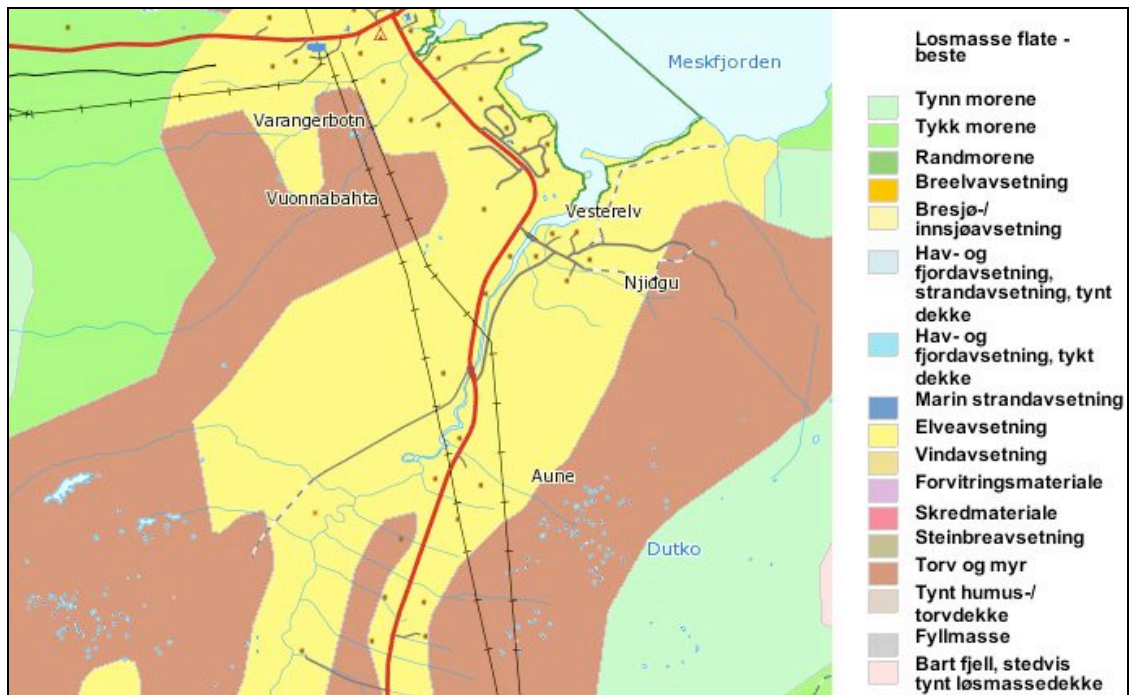 Meskfjorden
Varangerbotn
Vuonnabahta
Vesterelv
Njidgu
Aune
Dutko
Losmasse flate -
beste
Tynn morene
Tykk morene
Randmorene
Breelvavsetning
Bresjø-/
innsjøavsetning
Hav- og
fjordavsetning,
strandavsetning, tynt
dekke
Hav- og
fjordavsetning, tykt
dekke
Marin strandavsetning
Elveavsetning
Vindavsetning
Forvitringsmateriale
Skredmateriale
Steinbreavsetning
Torv og myr
Tynt humus-/
torvdekke
Fyllmasse
Bart fjell, stedvis
tynt løsmassedekke